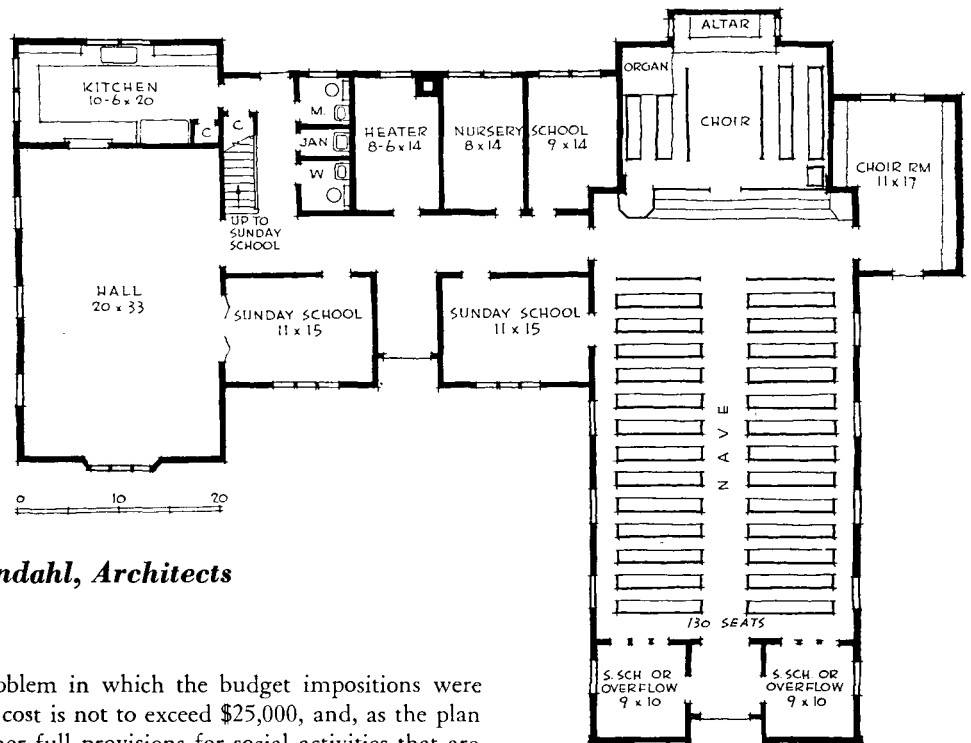 ALTAR
ORGAN
CHOIR
CHOIR RM
11 x 17
KITCHEN
10-6 x 20
C
C
M.
JAN
W
HEATER
8-6 x 14
NURSERY SCHOOL
8 x 14
9 x 14
UP TO
SUNDAY
SCHOOL
HALL
20 x 33
SUNDAY SCHOOL
11 x 15
SUNDAY SCHOOL
11 x 15
NAVE
0 10 20
130 SEATS
S. SCH. OR
OVERFLOW
9 x 10
S. SCH OR
OVERFLOW
9 x 10
ndahl, Architects
oblem in which the budget impositions were
cost is not to exceed $25,000, and, as the plan
her full provisions for social activities that are